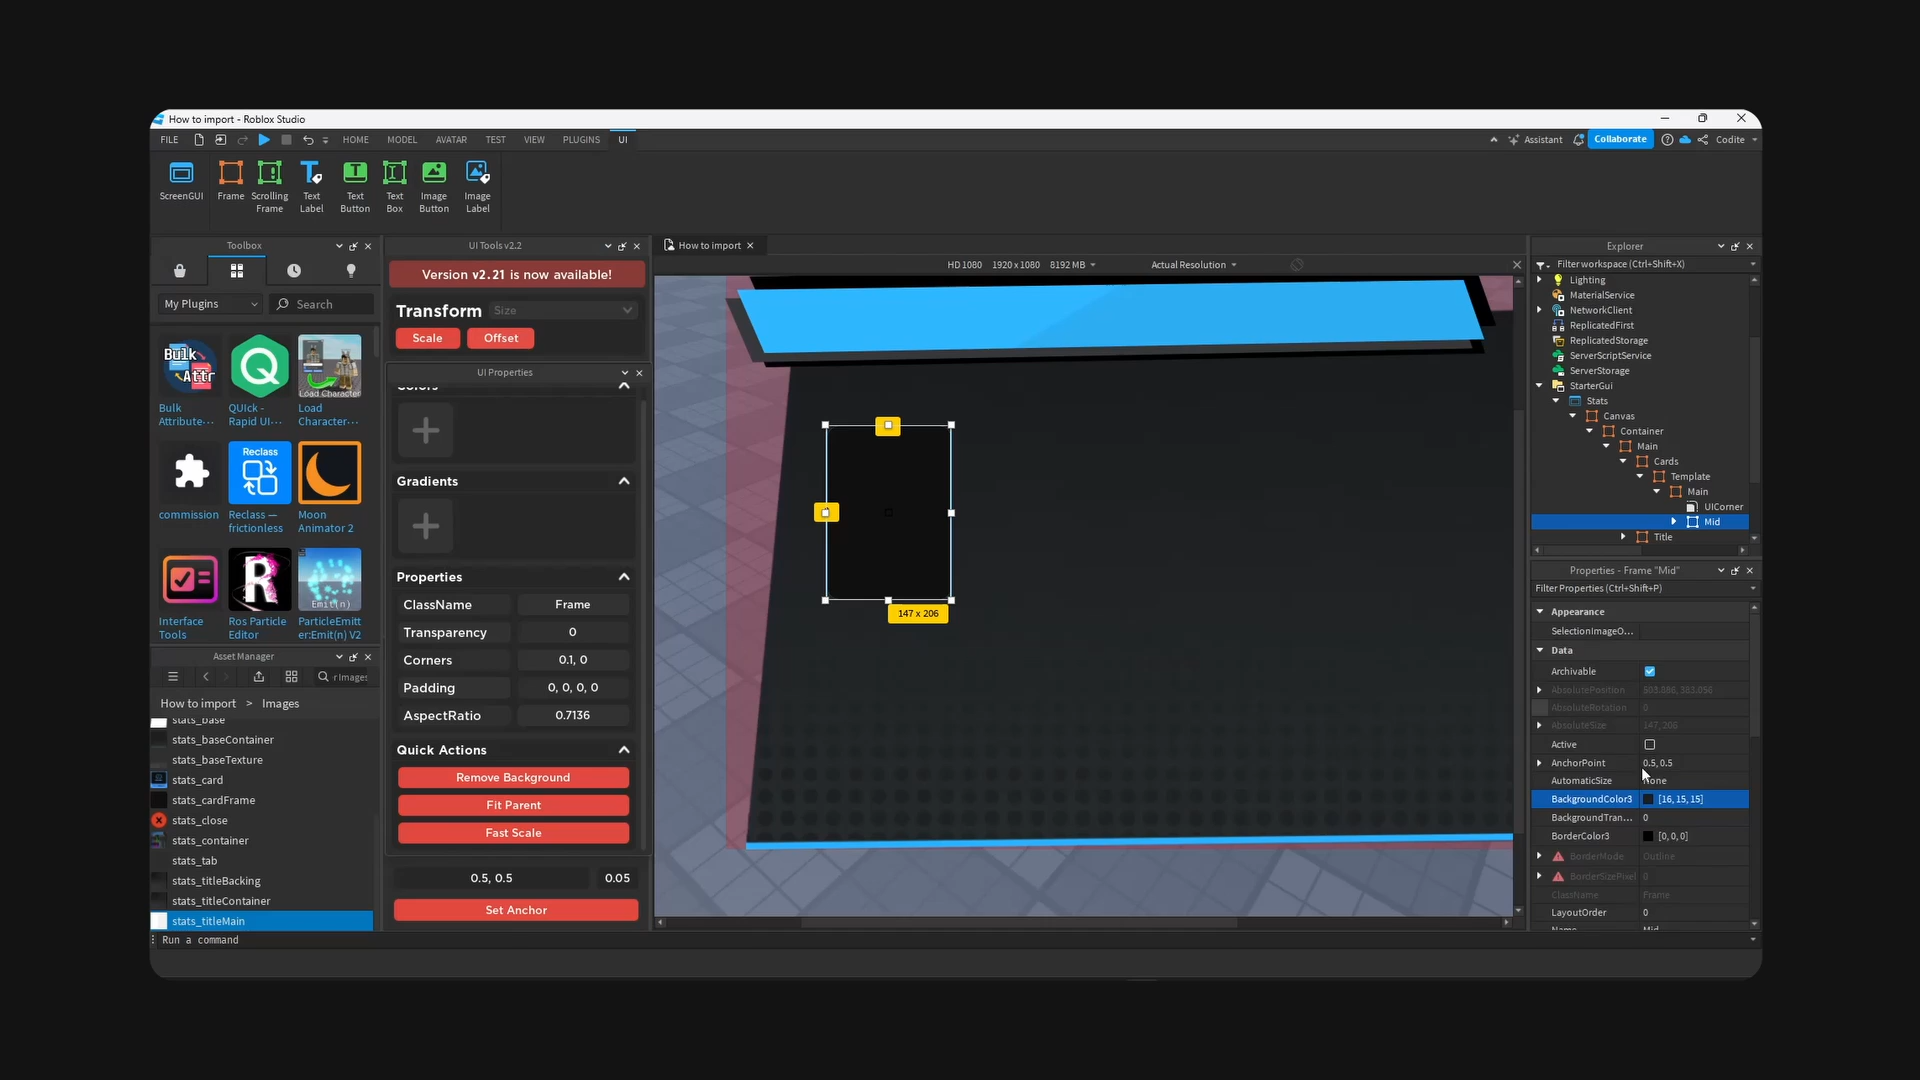 How to import - Roblox Studio
FILE HOME MODEL AVATAR TEST VIEW PLUGINS UI Assistant Collaborate Codite
ScreenGUI Frame Scrolling Frame Text Label Text Button Text Box Image Button Image Label
Toolbox
My Plugins Search
Bulk Attr
Reclass
Load Character
Emit(n)
Bulk Attribute-...
QUIck - Rapid UI-...
Load Character-...
commission
Reclass — frictionless
Moon Animator 2
Interface Tools
Ros Particle Editor
ParticleEmitt er:Emit(n) V2
Asset Manager
r Images
How to import > Images
stats_base
stats_baseContainer
stats_baseTexture
stats_card
stats_cardFrame
stats_close
stats_container
stats_tab
stats_titleBacking
stats_titleContainer
stats_titleMain
Run a command
UI Tools v2.2
Version v2.21 is now available!
Transform Size
Scale Offset
UI Properties
Colors
Gradients
Properties
ClassName Frame
Transparency 0
Corners 0.1, 0
Padding 0, 0, 0, 0
AspectRatio 0.7136
Quick Actions
Remove Background
Fit Parent
Fast Scale
0.5, 0.5 0.05
Set Anchor
How to import
HD 1080 1920 x 1080 8192 MB Actual Resolution
147 x 206
Explorer
Filter workspace (Ctrl+Shift+X)
Lighting
MaterialService
NetworkClient
ReplicatedFirst
ReplicatedStorage
ServerScriptService
ServerStorage
StarterGui
Stats
Canvas
Container
Main
Cards
Template
Main
UICorner
Mid
Title
Properties - Frame "Mid"
Filter Properties (Ctrl+Shift+P)
Appearance
SelectionImageO...
Data
Archivable
AbsolutePosition 503.886, 383.056
AbsoluteRotation 0
AbsoluteSize 147, 206
Active
AnchorPoint 0.5, 0.5
AutomaticSize None
BackgroundColor3 [16, 15, 15]
BackgroundTran... 0
BorderColor3 [0, 0, 0]
BorderMode Outline
BorderSizePixel 0
ClassName Frame
LayoutOrder 0
Name Mid